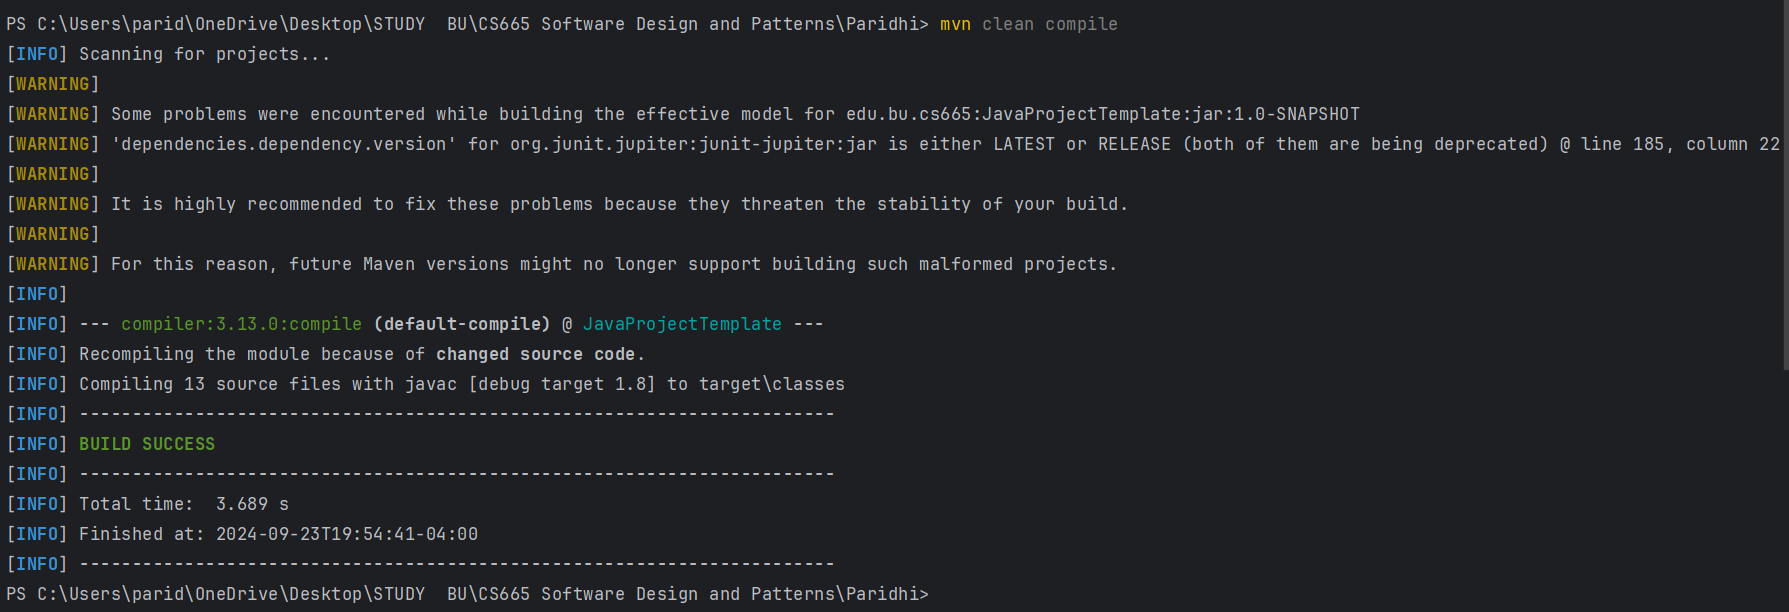 PS C:\Users\parid\OneDrive\Desktop\STUDY  BU\CS665 Software Design and Patterns\Paridhi> mvn clean compile
[INFO] Scanning for projects...
[WARNING]
[WARNING] Some problems were encountered while building the effective model for edu.bu.cs665:JavaProjectTemplate:jar:1.0-SNAPSHOT
[WARNING] 'dependencies.dependency.version' for org.junit.jupiter:junit-jupiter:jar is either LATEST or RELEASE (both of them are being deprecated) @ line 185, column 22
[WARNING]
[WARNING] It is highly recommended to fix these problems because they threaten the stability of your build.
[WARNING]
[WARNING] For this reason, future Maven versions might no longer support building such malformed projects.
[INFO]
[INFO] --- compiler:3.13.0:compile (default-compile) @ JavaProjectTemplate ---
[INFO] Recompiling the module because of changed source code.
[INFO] Compiling 13 source files with javac [debug target 1.8] to target\classes
[INFO] ------------------------------------------------------------------------
[INFO] BUILD SUCCESS
[INFO] ------------------------------------------------------------------------
[INFO] Total time:  3.689 s
[INFO] Finished at: 2024-09-23T19:54:41-04:00
[INFO] ------------------------------------------------------------------------
PS C:\Users\parid\OneDrive\Desktop\STUDY  BU\CS665 Software Design and Patterns\Paridhi>